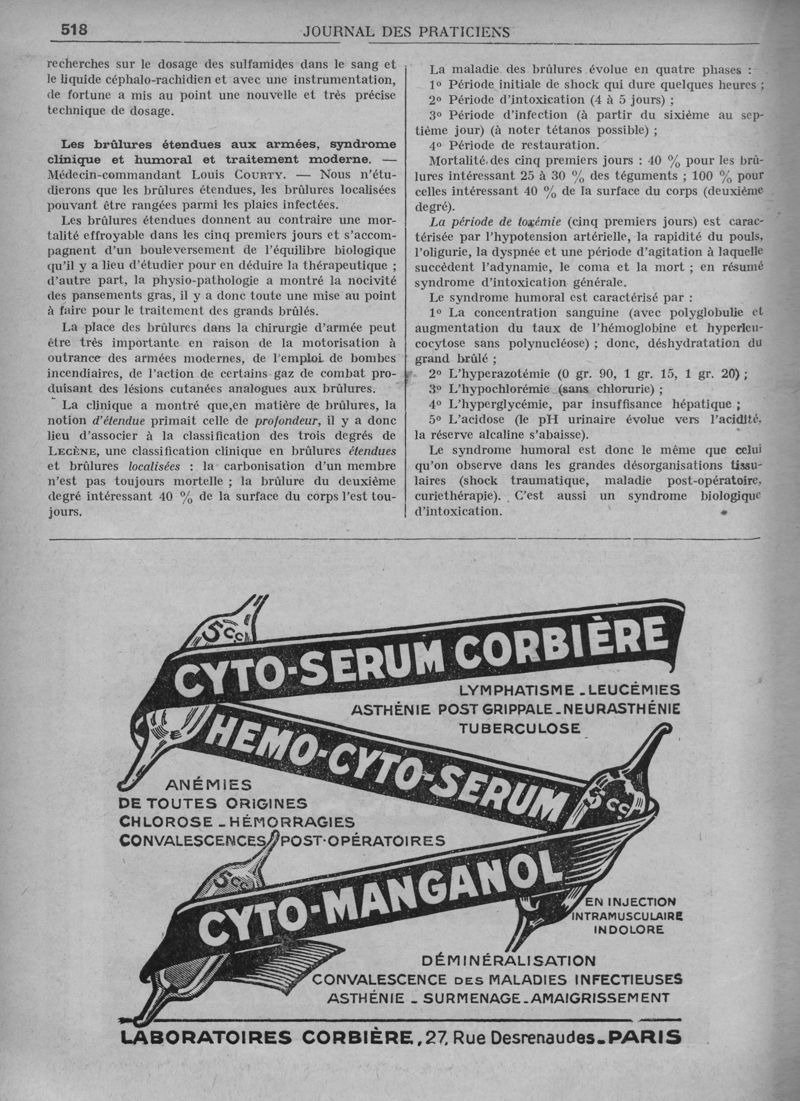 518
JOURNAL DES PRATICIENS
recherches sur le dosage des sulfamides dans le sang et
le liquide céphalo-rachidien et avec une instrumentation,
de fortune a mis au point une nouvelle et très précise
technique de dosage.
Les brûlures étendues aux armées, syndrome
clinique et humoral et traitement moderne. —
Médecin-commandant Louis COURTY. — Nous n'étu-
dierons que les brûlures étendues, les brûlures localisées
pouvant être rangées parmi les plaies infectées.
Les brûlures étendues donnent au contraire une mor-
talité effroyable dans les cinq premiers jours et s'accom-
pagnent d'un bouleversement de l'équilibre biologique
qu'il y a lieu d'étudier pour en déduire la thérapeutique ;
d'autre part, la physio-pathologie a montré la nocivité
des pansements gras, il y a donc toute une mise au point
à faire pour le traitement des grands brûlés.
La place des brûlures dans la chirurgie d'armée peut
être très importante en raison de la motorisation à
outrance des armées modernes, de l'emploi de bombes
incendiaires, de l'action de certains gaz de combat pro-
duisant des lésions cutanées analogues aux brûlures.
La clinique a montré que,en matière de brûlures, la
notion d'étendue primait celle de profondeur, il y a donc
lieu d'associer à la classification des trois degrés de
LECÈNE, une classification clinique en brûlures étendues
et brûlures localisées : la carbonisation d'un membre
n'est pas toujours mortelle ; la brûlure du deuxième
degré intéressant 40 % de la surface du corps l'est tou-
jours.
La maladie des brûlures évolue en quatre phases :
1º Période initiale de shock qui dure quelques heures ;
2º Période d'intoxication (4 à 5 jours) ;
3º Période d'infection (à partir du sixième au sep-
tième jour) (à noter tétanos possible) ;
4º Période de restauration.
Mortalité des cinq premiers jours : 40 % pour les brû-
lures intéressant 25 à 30 % des téguments ; 100 % pour
celles intéressant 40 % de la surface du corps (deuxième
degré).
La période de toxémie (cinq premiers jours) est carac-
térisée par l'hypotension artérielle, la rapidité du pouls,
l'oligurie, la dyspnée et une période d'agitation à laquelle
succèdent l'adynamie, le coma et la mort ; en résumé
syndrome d'intoxication générale.
Le syndrome humoral est caractérisé par :
1º La concentration sanguine (avec polyglobulie et
augmentation du taux de l'hémoglobine et hyperleu-
cocytose sans polynucléose) ; donc, déshydratation du
grand brûlé ;
2º L'hyperazotémie (0 gr. 90, 1 gr. 15, 1 gr. 20) ;
3º L'hypochlorémie (sans chlorurie) ;
4º L'hyperglycémie, par insuffisance hépatique ;
5º L'acidose (le pH urinaire évolue vers l'acidité,
la réserve alcaline s'abaisse).
Le syndrome humoral est donc le même que celui
qu'on observe dans les grandes désorganisations tissu-
laires (shock traumatique, maladie post-opératoire,
curiethérapie). C'est aussi un syndrome biologique
d'intoxication.
5cc
CYTO-SERUM CORBIÈRE
LYMPHATISME - LEUCÉMIES
ASTHÉNIE POST GRIPPALE - NEURASTHÉNIE
TUBERCULOSE
HEMO-CYTO-SERUM
5cc
ANÉMIES
DE TOUTES ORIGINES
CHLOROSE - HÉMORRAGIES
CONVALESCENCES POST-OPÉRATOIRES
5cc
CYTO-MANGANOL
EN INJECTION
INTRAMUSCULAIRE
INDOLORE
DÉMINÉRALISATION
CONVALESCENCE DES MALADIES INFECTIEUSES
ASTHÉNIE - SURMENAGE - AMAIGRISSEMENT
LABORATOIRES CORBIÈRE, 27, Rue Desrenaudes - PARIS